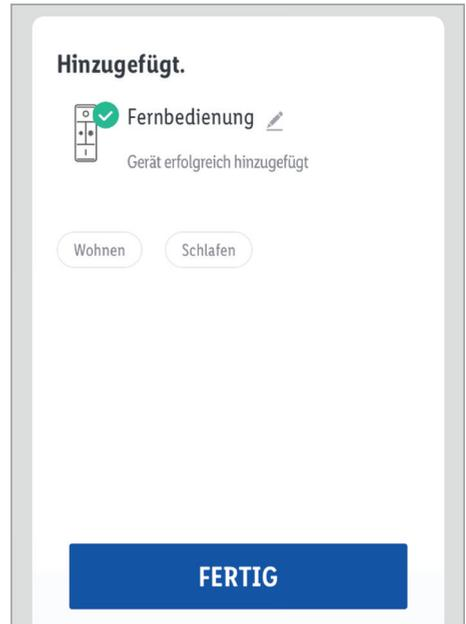 Hinzugefügt.
Fernbedienung
Gerät erfolgreich hinzugefügt
Wohnen Schlafen
FERTIG